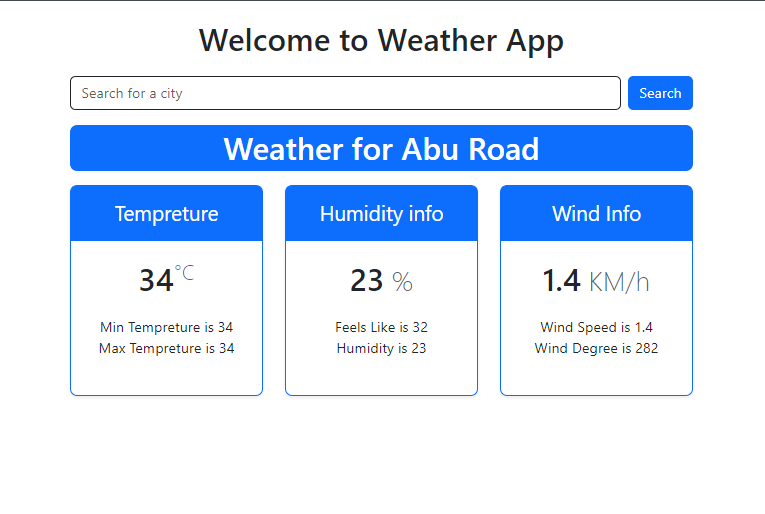 Welcome to Weather App
Search for a city
Search
Weather for Abu Road
Tempreture
34°C
Min Tempreture is 34
Max Tempreture is 34
Humidity info
23 %
Feels Like is 32
Humidity is 23
Wind Info
1.4 KM/h
Wind Speed is 1.4
Wind Degree is 282